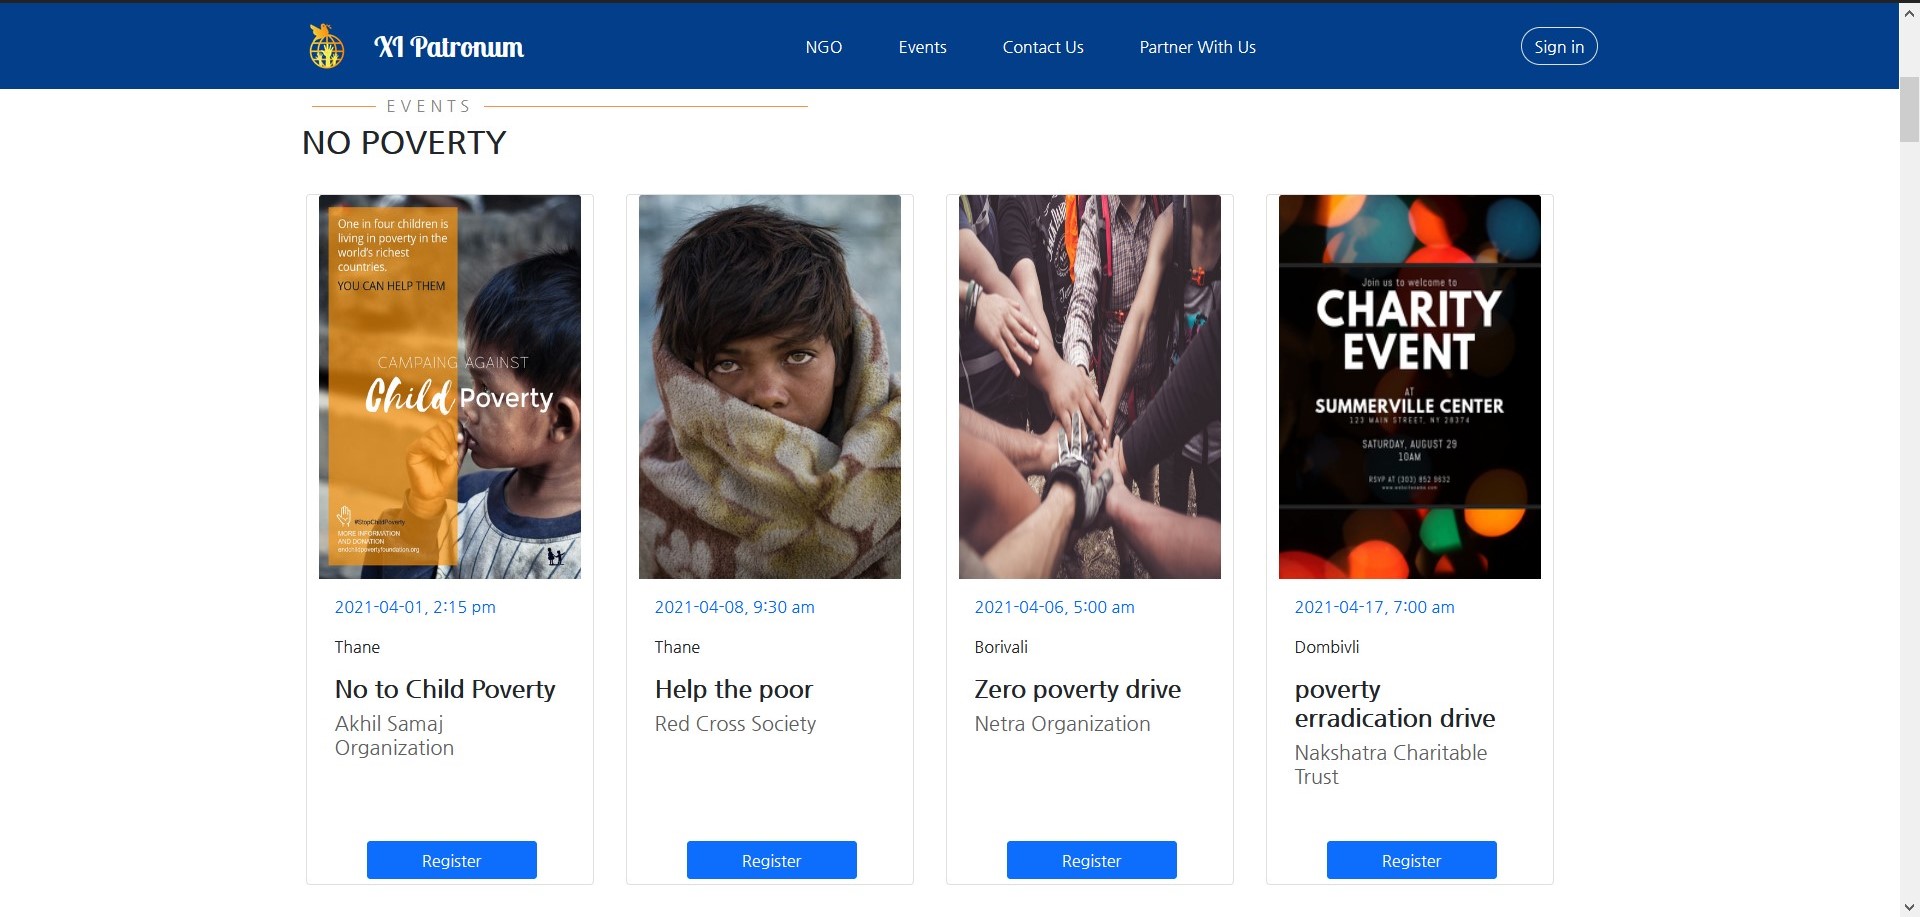 XI Patronum
NGO
Events
Contact Us
Partner With Us
Sign in
EVENTS
NO POVERTY
One in four children is
living in poverty in the
world's richest
countries.
YOU CAN HELP THEM
CAMPAING AGAINST
Child Poverty
#StopChildPoverty
MORE INFORMATION
AND DONATION
endchildpovertyfoundation.org
2021-04-01, 2:15 pm
Thane
No to Child Poverty
Akhil Samaj
Organization
Register
2021-04-08, 9:30 am
Thane
Help the poor
Red Cross Society
Register
2021-04-06, 5:00 am
Borivali
Zero poverty drive
Netra Organization
Register
Join us to welcome to
CHARITY
EVENT
AT
SUMMERVILLE CENTER
123 MAIN STREET, NY 28374
SATURDAY, AUGUST 29
10AM
RSVP AT (303) 852 9632
www.websitename.com
2021-04-17, 7:00 am
Dombivli
poverty
erradication drive
Nakshatra Charitable
Trust
Register